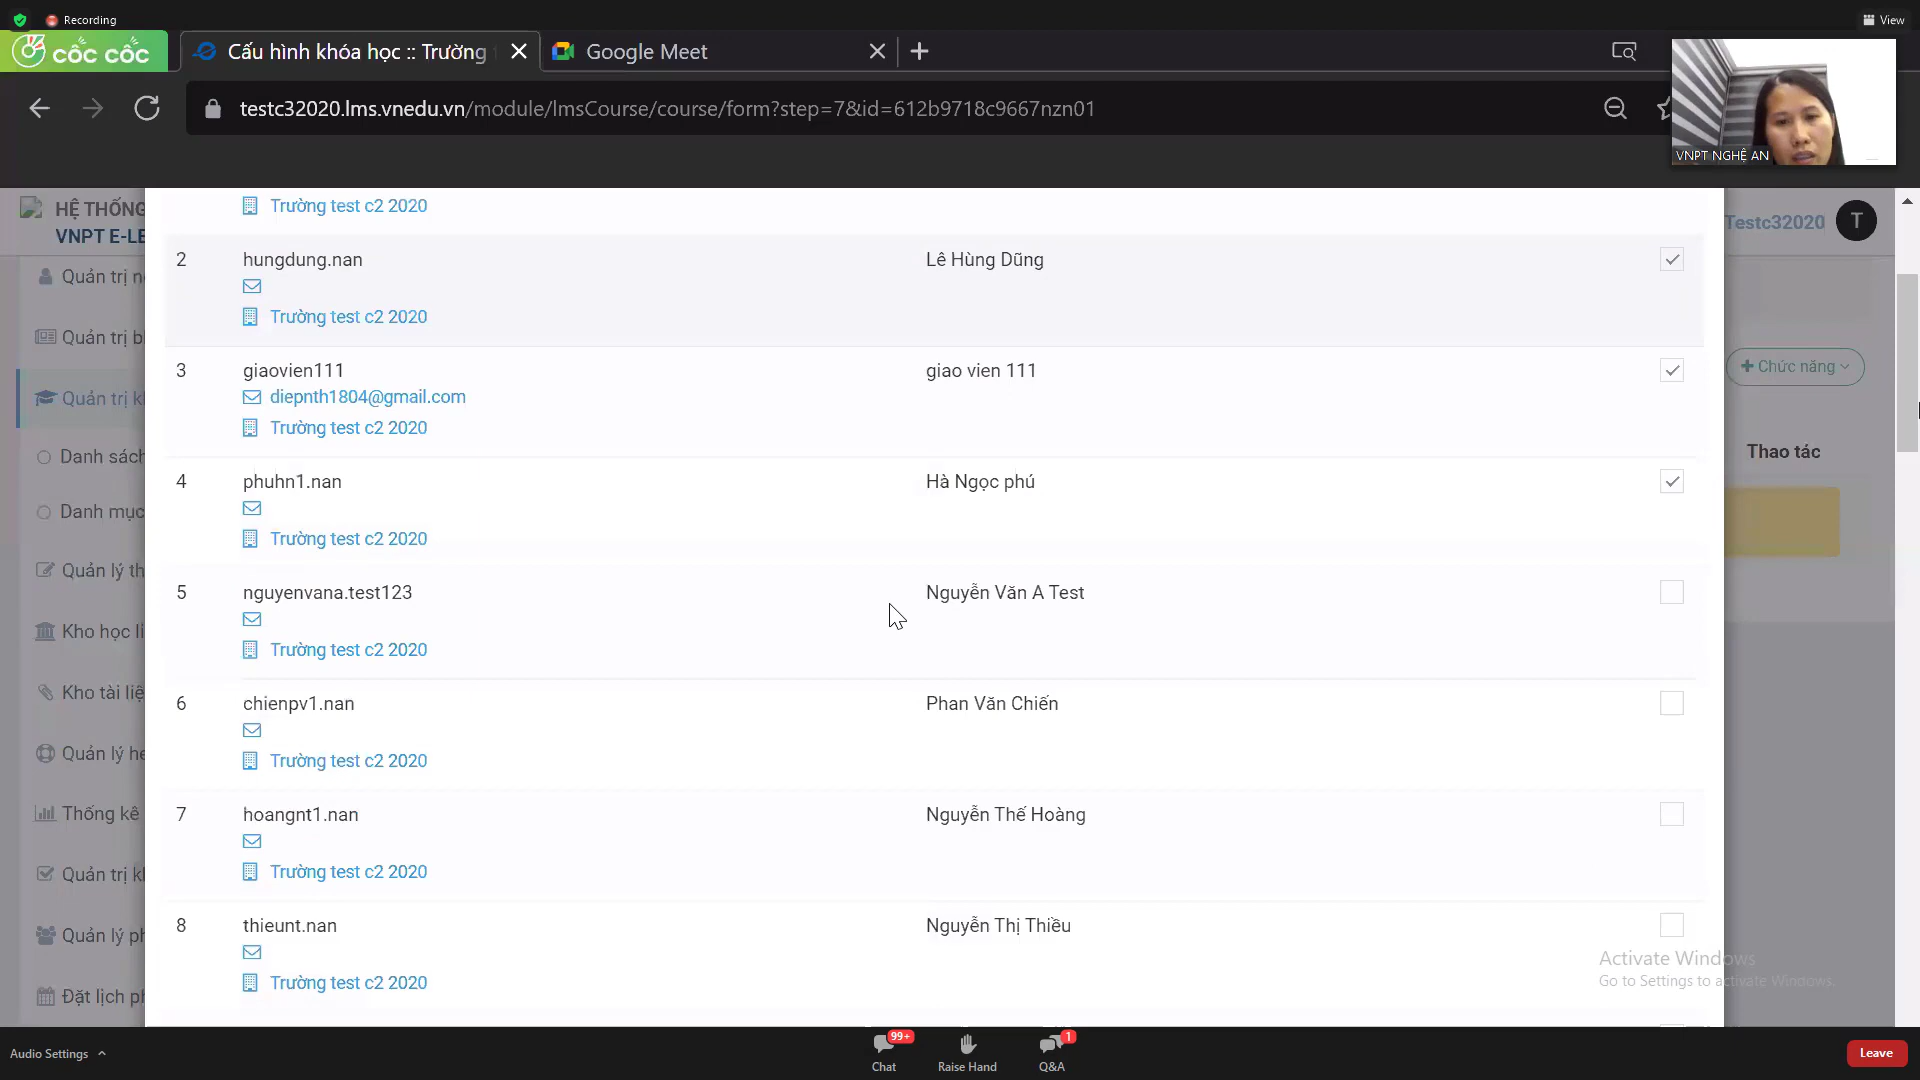 Recording
View
cốc cốc
Cấu hình khóa học :: Trường
Google Meet
testc32020.lms.vnedu.vn/module/lmsCourse/course/form?step=7&id=612b9718c9667nzn01
VNPT NGHỆ AN
HỆ THỐNG
VNPT E-LE
Testc32020
T
Quản trị
Quản trị
Quản trị
Danh sách
Danh mục
Quản lý
Kho học
Kho tài
Quản lý
Thống kê
Quản trị
Quản lý
Đặt lịch
Chức năng
Thao tác
Trường test c2 2020
2 hungdung.nan Lê Hùng Dũng
Trường test c2 2020
3 giaovien111 giao vien 111
diepnth1804@gmail.com
Trường test c2 2020
4 phuhn1.nan Hà Ngọc phú
Trường test c2 2020
5 nguyenvana.test123 Nguyễn Văn A Test
Trường test c2 2020
6 chienpv1.nan Phan Văn Chiến
Trường test c2 2020
7 hoangnt1.nan Nguyễn Thế Hoàng
Trường test c2 2020
8 thieunt.nan Nguyễn Thị Thiều
Trường test c2 2020
Activate Windows
Go to Settings to activate Windows.
Audio Settings
99+
Chat
Raise Hand
1
Q&A
Leave